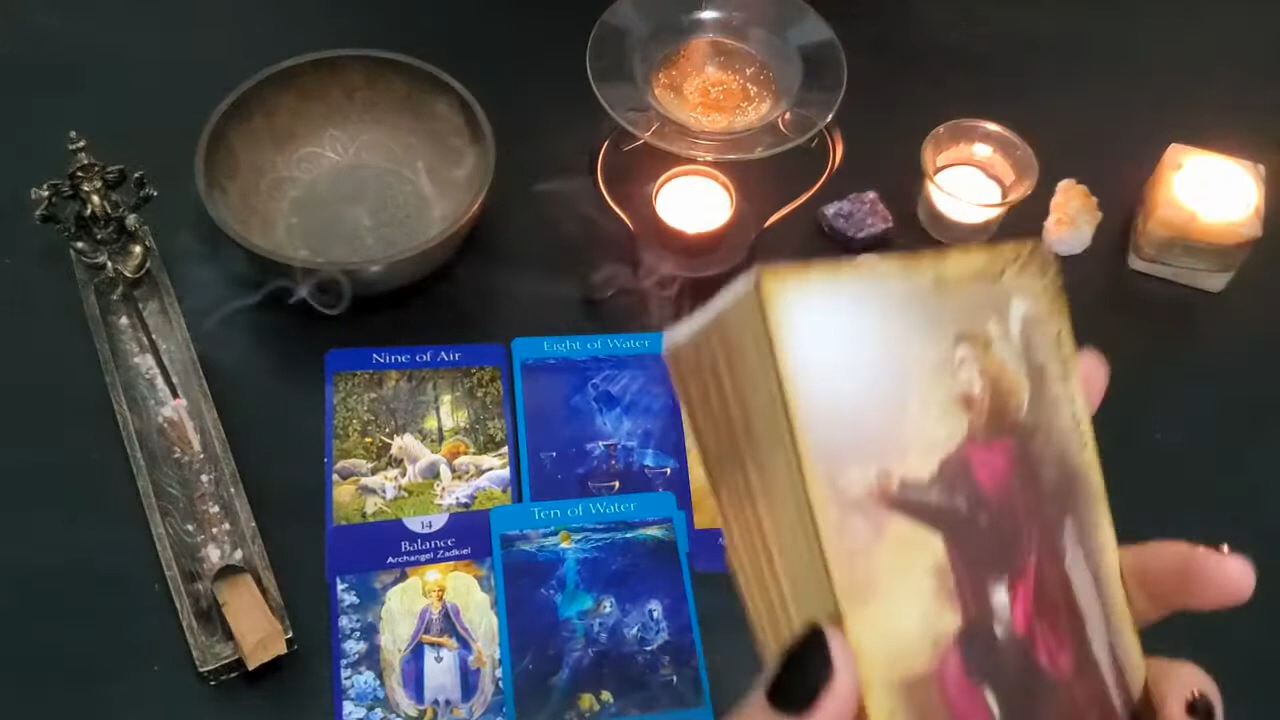 Nine of Air
Eight of Water
14
Balance
Archangel Zadkiel
Ten of Water